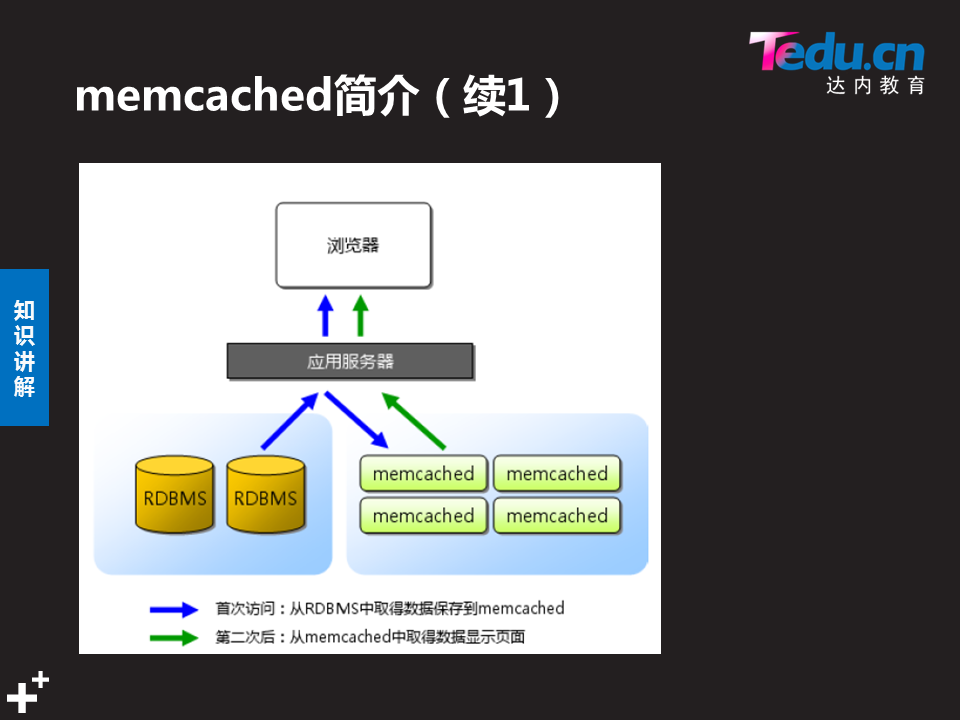 Tedu.cn
达内教育
memcached简介（续1）
知识讲解
浏览器
应用服务器
RDBMS
RDBMS
memcached
memcached
memcached
memcached
首次访问：从RDBMS中取得数据保存到memcached
第二次后：从memcached中取得数据显示页面